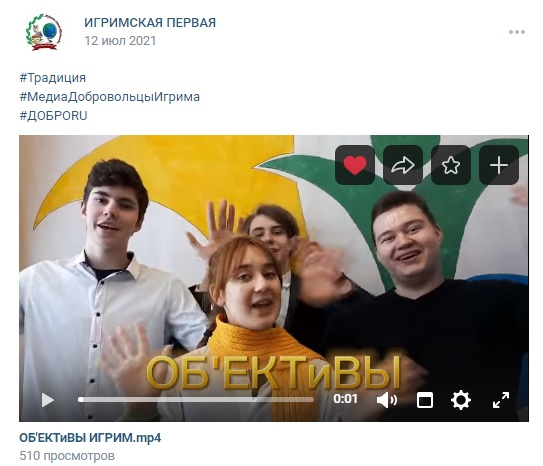 ИГРИМСКАЯ ПЕРВАЯ
12 июл 2021
#Традиция
#МедиаДобровольцыИгрима
#ДОБРОRU
ОБ'ЕКТиВЫ
0:01
ОБ'ЕКТиВЫ ИГРИМ.mp4
510 просмотров